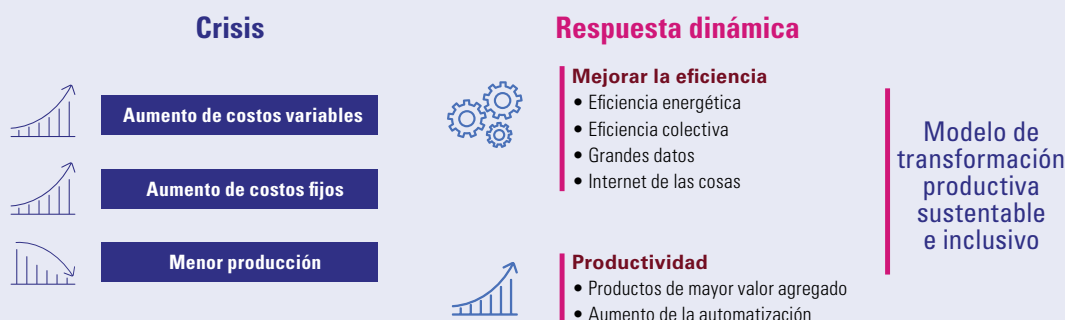 Crisis
Aumento de costos variables
Aumento de costos fijos
Menor producción
Respuesta dinámica
Mejorar la eficiencia
• Eficiencia energética
• Eficiencia colectiva
• Grandes datos
• Internet de las cosas
Productividad
• Productos de mayor valor agregado
• Aumento de la automatización
Modelo de
transformación
productiva
sustentable
e inclusivo